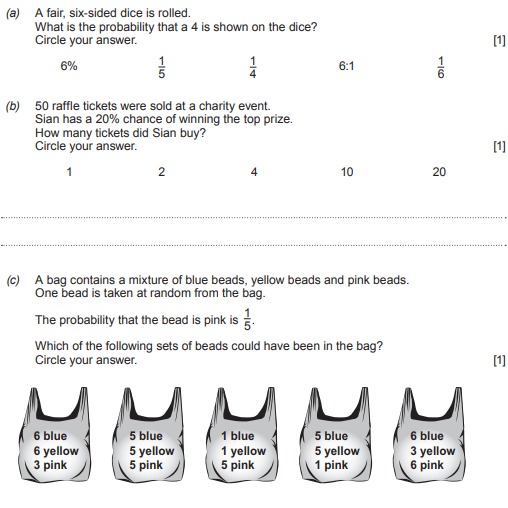 (a) A fair, six-sided dice is rolled.
What is the probability that a 4 is shown on the dice?
Circle your answer. [1]
6% 1/5 1/4 6:1 1/6
(b) 50 raffle tickets were sold at a charity event.
Sian has a 20% chance of winning the top prize.
How many tickets did Sian buy?
Circle your answer. [1]
1 2 4 10 20
(c) A bag contains a mixture of blue beads, yellow beads and pink beads.
One bead is taken at random from the bag.
The probability that the bead is pink is 1/5.
Which of the following sets of beads could have been in the bag?
Circle your answer. [1]
6 blue
6 yellow
3 pink
5 blue
5 yellow
5 pink
1 blue
1 yellow
5 pink
5 blue
5 yellow
1 pink
6 blue
3 yellow
6 pink